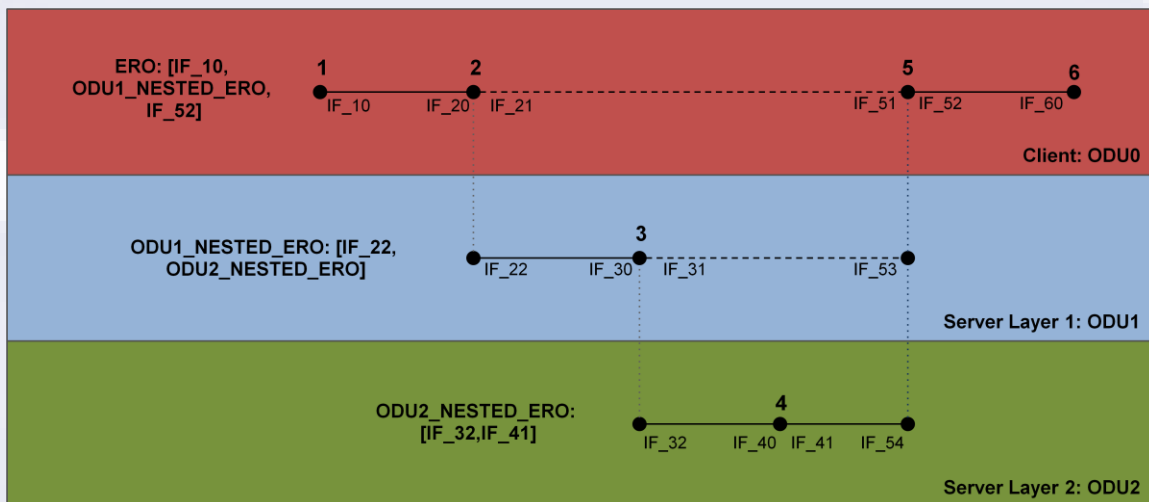 ERO: [IF_10,
ODU1_NESTED_ERO,
IF_52]
1
2
5
6
IF_10
IF_20
IF_21
IF_51
IF_52
IF_60
Client: ODU0
ODU1_NESTED_ERO: [IF_22,
ODU2_NESTED_ERO]
3
IF_22
IF_30
IF_31
IF_53
Server Layer 1: ODU1
ODU2_NESTED_ERO:
[IF_32,IF_41]
4
IF_32
IF_40
IF_41
IF_54
Server Layer 2: ODU2